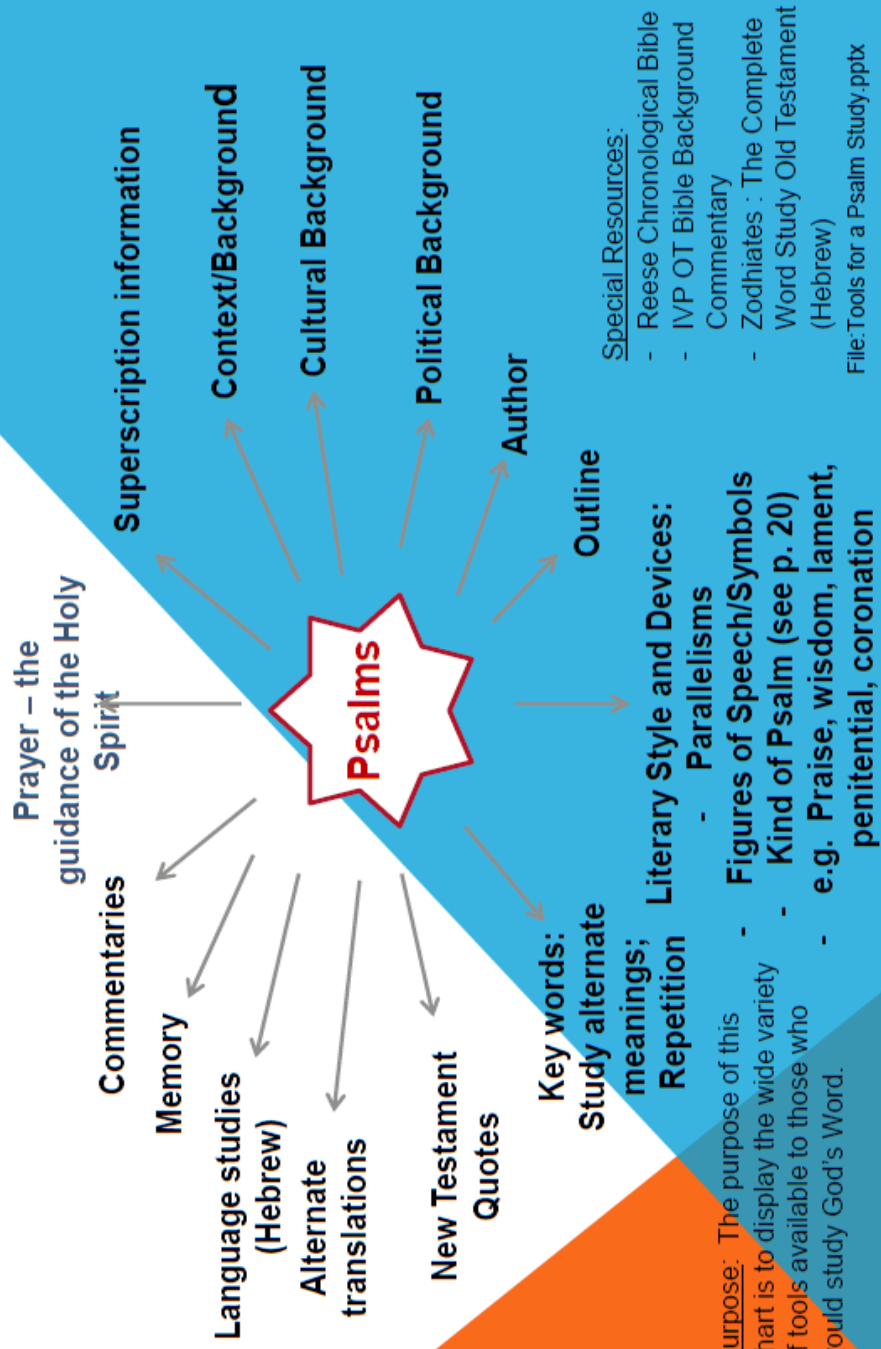 Prayer – the
guidance of the Holy
Spirit
Superscription information
Context/Background
Cultural Background
Political Background
Author
Outline
Psalms
Commentaries
Memory
Language studies
(Hebrew)
Alternate
translations
New Testament
Quotes
Key words:
Study alternate
meanings;
Repetition
Literary Style and Devices:
- Parallelisms
- Figures of Speech/Symbols
- Kind of Psalm (see p. 20)
- e.g. Praise, wisdom, lament,
penitential, coronation
urpose: The purpose of this
hart is to display the wide variety
f tools available to those who
ould study God's Word.
Special Resources:
- Reese Chronological Bible
- IVP OT Bible Background
Commentary
- Zodhiates : The Complete
Word Study Old Testament
(Hebrew)
File:Tools for a Psalm Study.pptx